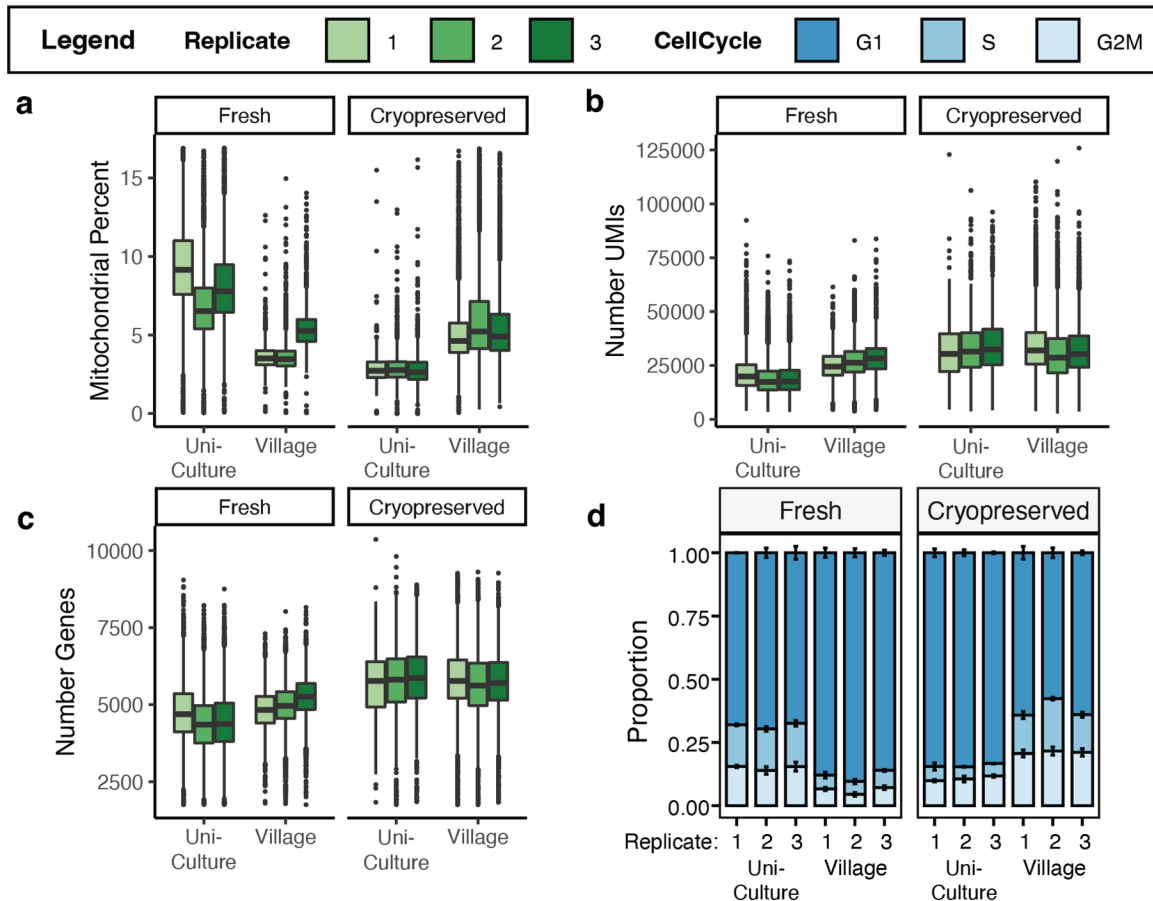 Legend Replicate 1 2 3 CellCycle G1 S G2M
a
Fresh Cryopreserved
Mitochondrial Percent
15
10
5
0
Uni-Culture Village Uni-Culture Village
b
Fresh Cryopreserved
Number UMIs
125000
100000
75000
50000
25000
0
Uni-Culture Village Uni-Culture Village
c
Fresh Cryopreserved
Number Genes
10000
7500
5000
2500
Uni-Culture Village Uni-Culture Village
d
Fresh Cryopreserved
Proportion
1.00
0.75
0.50
0.25
0.00
Replicate: 1 2 3 1 2 3 1 2 3 1 2 3
Uni-Culture Village Uni-Culture Village